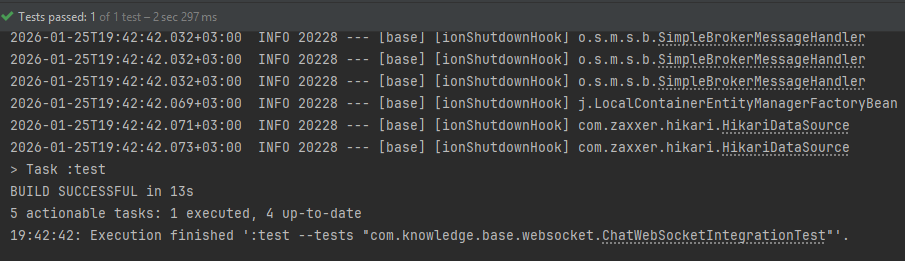 Tests passed: 1 of 1 test – 2 sec 297 ms
2026-01-25T19:42:42.032+03:00  INFO 20228 --- [base] [ionShutdownHook] o.s.m.s.b.SimpleBrokerMessageHandler
2026-01-25T19:42:42.032+03:00  INFO 20228 --- [base] [ionShutdownHook] o.s.m.s.b.SimpleBrokerMessageHandler
2026-01-25T19:42:42.032+03:00  INFO 20228 --- [base] [ionShutdownHook] o.s.m.s.b.SimpleBrokerMessageHandler
2026-01-25T19:42:42.069+03:00  INFO 20228 --- [base] [ionShutdownHook] j.LocalContainerEntityManagerFactoryBean
2026-01-25T19:42:42.071+03:00  INFO 20228 --- [base] [ionShutdownHook] com.zaxxer.hikari.HikariDataSource
2026-01-25T19:42:42.073+03:00  INFO 20228 --- [base] [ionShutdownHook] com.zaxxer.hikari.HikariDataSource
> Task :test
BUILD SUCCESSFUL in 13s
5 actionable tasks: 1 executed, 4 up-to-date
19:42:42: Execution finished ':test --tests "com.knowledge.base.websocket.ChatWebSocketIntegrationTest"'.